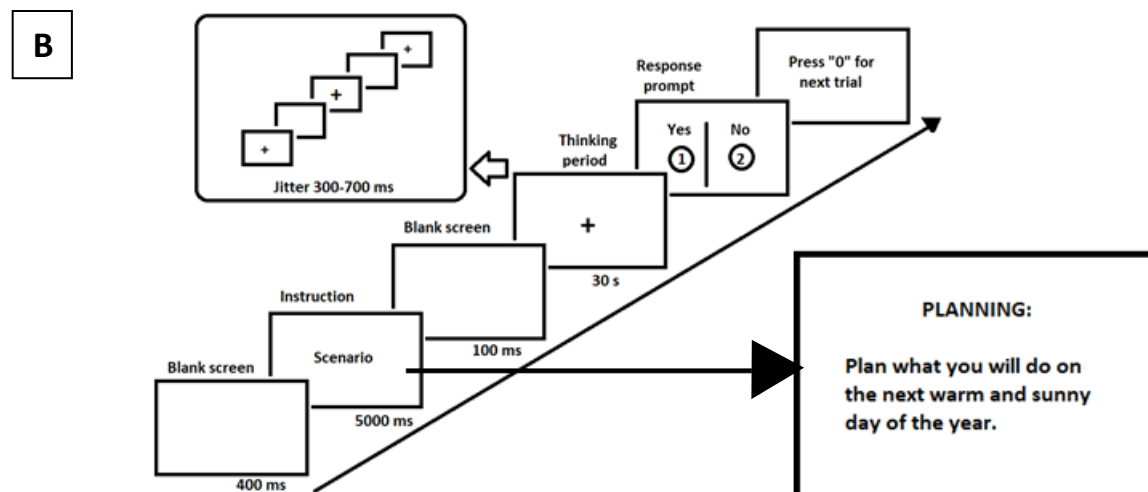 B
+
+
+
Jitter 300-700 ms
Blank screen
400 ms
Instruction
Scenario
5000 ms
Blank screen
100 ms
Thinking
period
+
30 s
Response
prompt
Yes
No
1
2
Press "0" for
next trial
PLANNING:
Plan what you will do on
the next warm and sunny
day of the year.